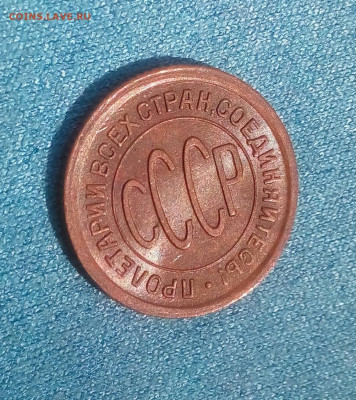 COINS.LAVE.RU
ПРОЛЕТАРИИ ВСЕХ СТРАН, СОЕДИНЯЙТЕСЬ!
СССР